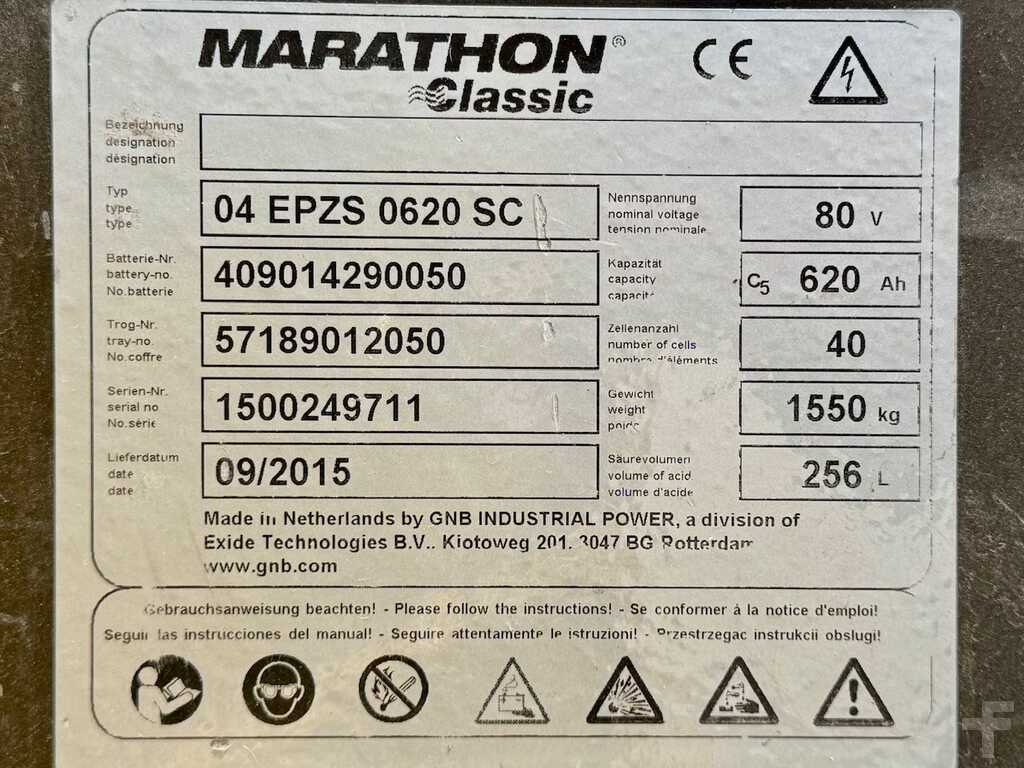 MARATHON® CE
Classic
Bezeichnung
designation
désignation
Typ
type
type
04 EPZS 0620 SC
Nennspannung
nominal voltage
tension nominale
80 V
Batterie-Nr.
battery-no.
No.batterie
409014290050
Kapazität
capacity
capacité
C5 620 Ah
Trog-Nr.
tray-no.
No.coffre
57189012050
Zellenanzahl
number of cells
nombre d'éléments
40
Serien-Nr.
serial no
No.série
1500249711
Gewicht
weight
poids
1550 kg
Lieferdatum
date
date
09/2015
Säurevolumen
volume of acid
volume d'acide
256 L
Made in Netherlands by GNB INDUSTRIAL POWER, a division of
Exide Technologies B.V., Kiotoweg 201, 3047 BG Rotterdam
www.gnb.com
Gebrauchsanweisung beachten! - Please follow the instructions! - Se conformer à la notice d'emploi!
Seguir las instrucciones del manual! - Seguire attentamente le istruzioni! - Przestrzegac instrukcii obslugi!